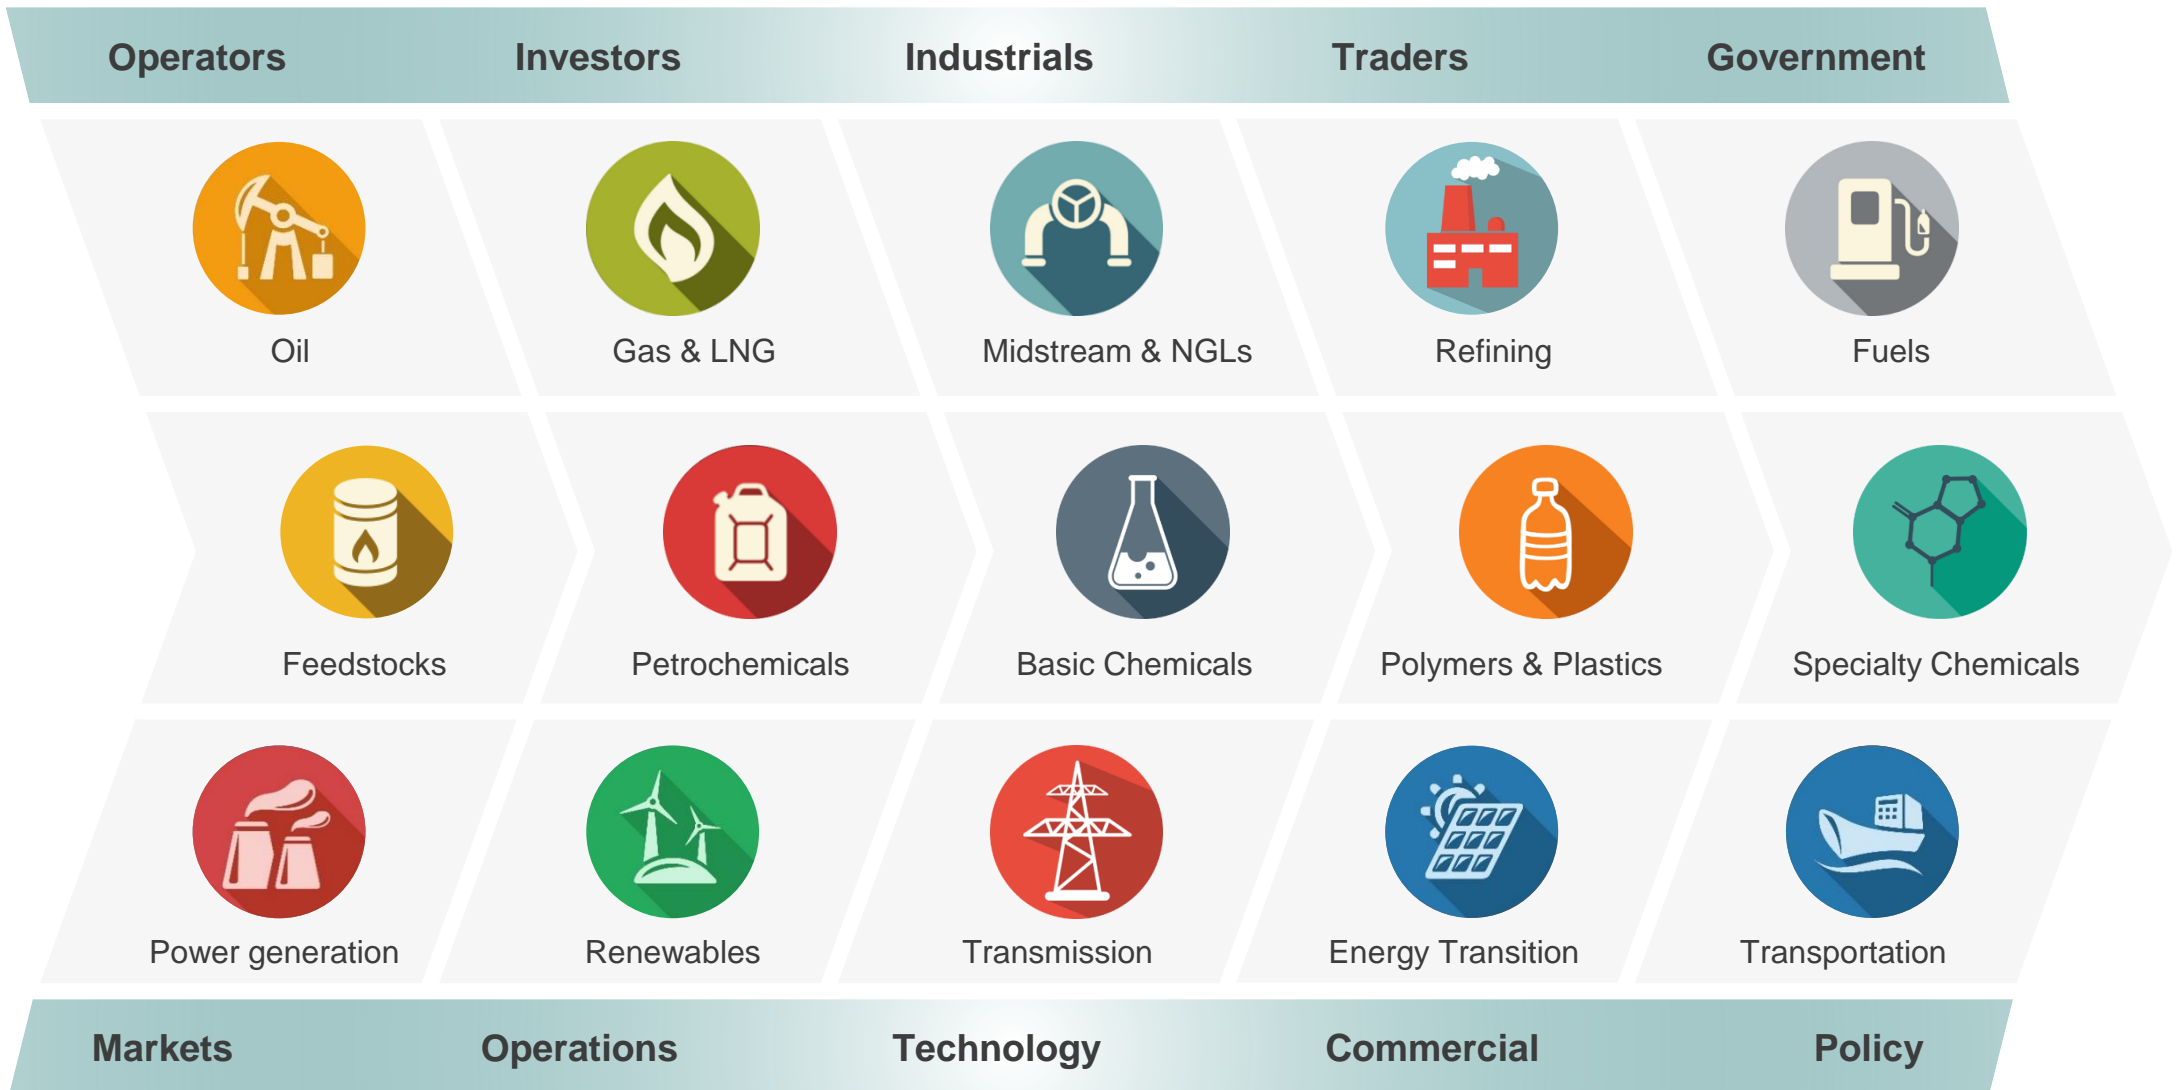 Operators Investors Industrials Traders Government
Oil Gas & LNG Midstream & NGLs Refining Fuels
Feedstocks Petrochemicals Basic Chemicals Polymers & Plastics Specialty Chemicals
Power generation Renewables Transmission Energy Transition Transportation
Markets Operations Technology Commercial Policy